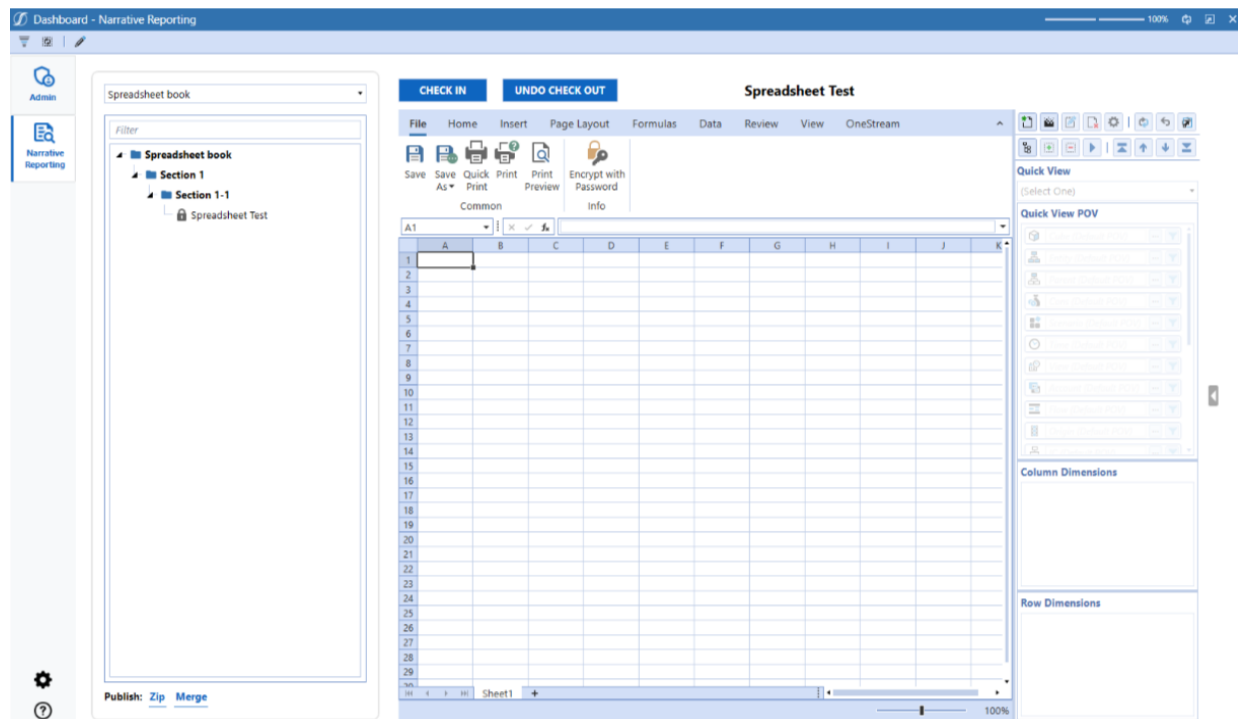 Dashboard - Narrative Reporting
100%
Admin
Narrative
Reporting
Spreadsheet book
Filter
Spreadsheet book
Section 1
Section 1-1
Spreadsheet Test
Publish: Zip Merge
CHECK IN UNDO CHECK OUT Spreadsheet Test
File Home Insert Page Layout Formulas Data Review View OneStream
Save Save As Quick Print Print Print Preview Encrypt with Password
Common Info
A1 fx
A B C D E F G H I J K
1
2
3
4
5
6
7
8
9
10
11
12
13
14
15
16
17
18
19
20
21
22
23
24
25
26
27
28
29
30
Sheet1 +
100%
Quick View
(Select One)
Quick View POV
Column Dimensions
Row Dimensions